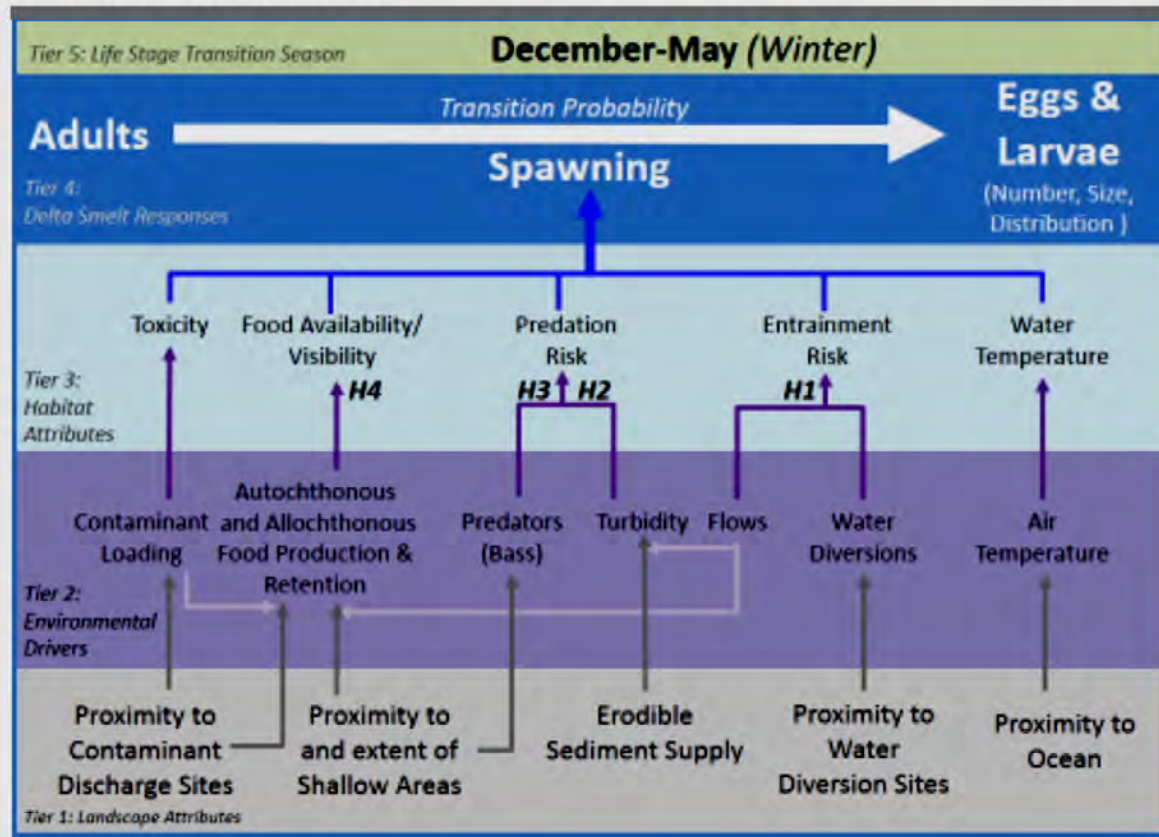 Tier 5: Life Stage Transition Season
December-May (Winter)
Transition Probability
Adults
Spawning
Eggs &
Larvae
(Number, Size,
Distribution )
Tier 4:
Delta Smelt Responses
Toxicity
Food Availability/
Visibility
Predation
Risk
Entrainment
Risk
Water
Temperature
H4
H3
H2
H1
Tier 3:
Habitat
Attributes
Contaminant
Loading
Autochthonous
and Allochthonous
Food Production &
Retention
Predators
(Bass)
Turbidity
Flows
Water
Diversions
Air
Temperature
Tier 2:
Environmental
Drivers
Proximity to
Contaminant
Discharge Sites
Proximity to
and extent of
Shallow Areas
Erodible
Sediment Supply
Proximity to
Water
Diversion Sites
Proximity to
Ocean
Tier 1: Landscape Attributes